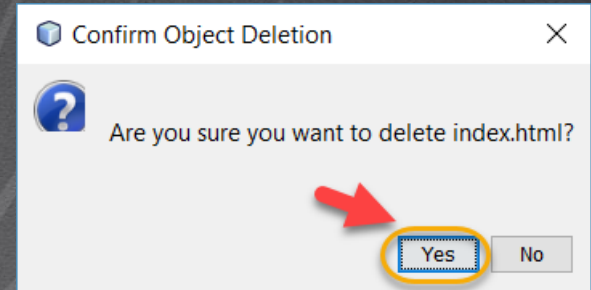 Confirm Object Deletion
Are you sure you want to delete index.html?
Yes No